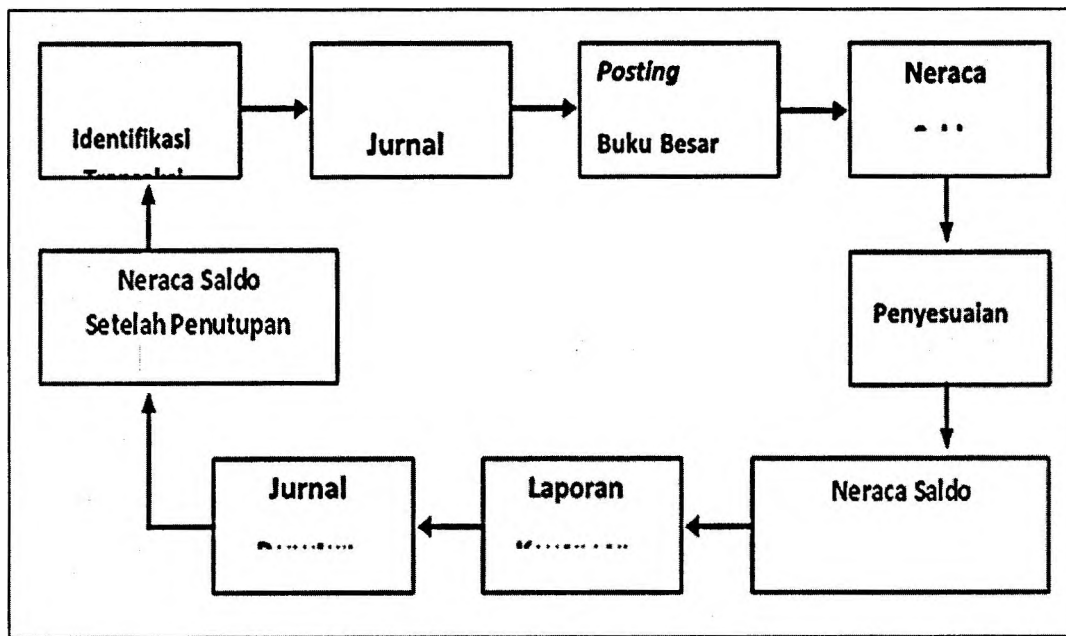 Identifikasi
Jurnal
Posting
Buku Besar
Neraca
Penyesuaian
Neraca Saldo
Laporan
Jurnal
Neraca Saldo
Setelah Penutupan